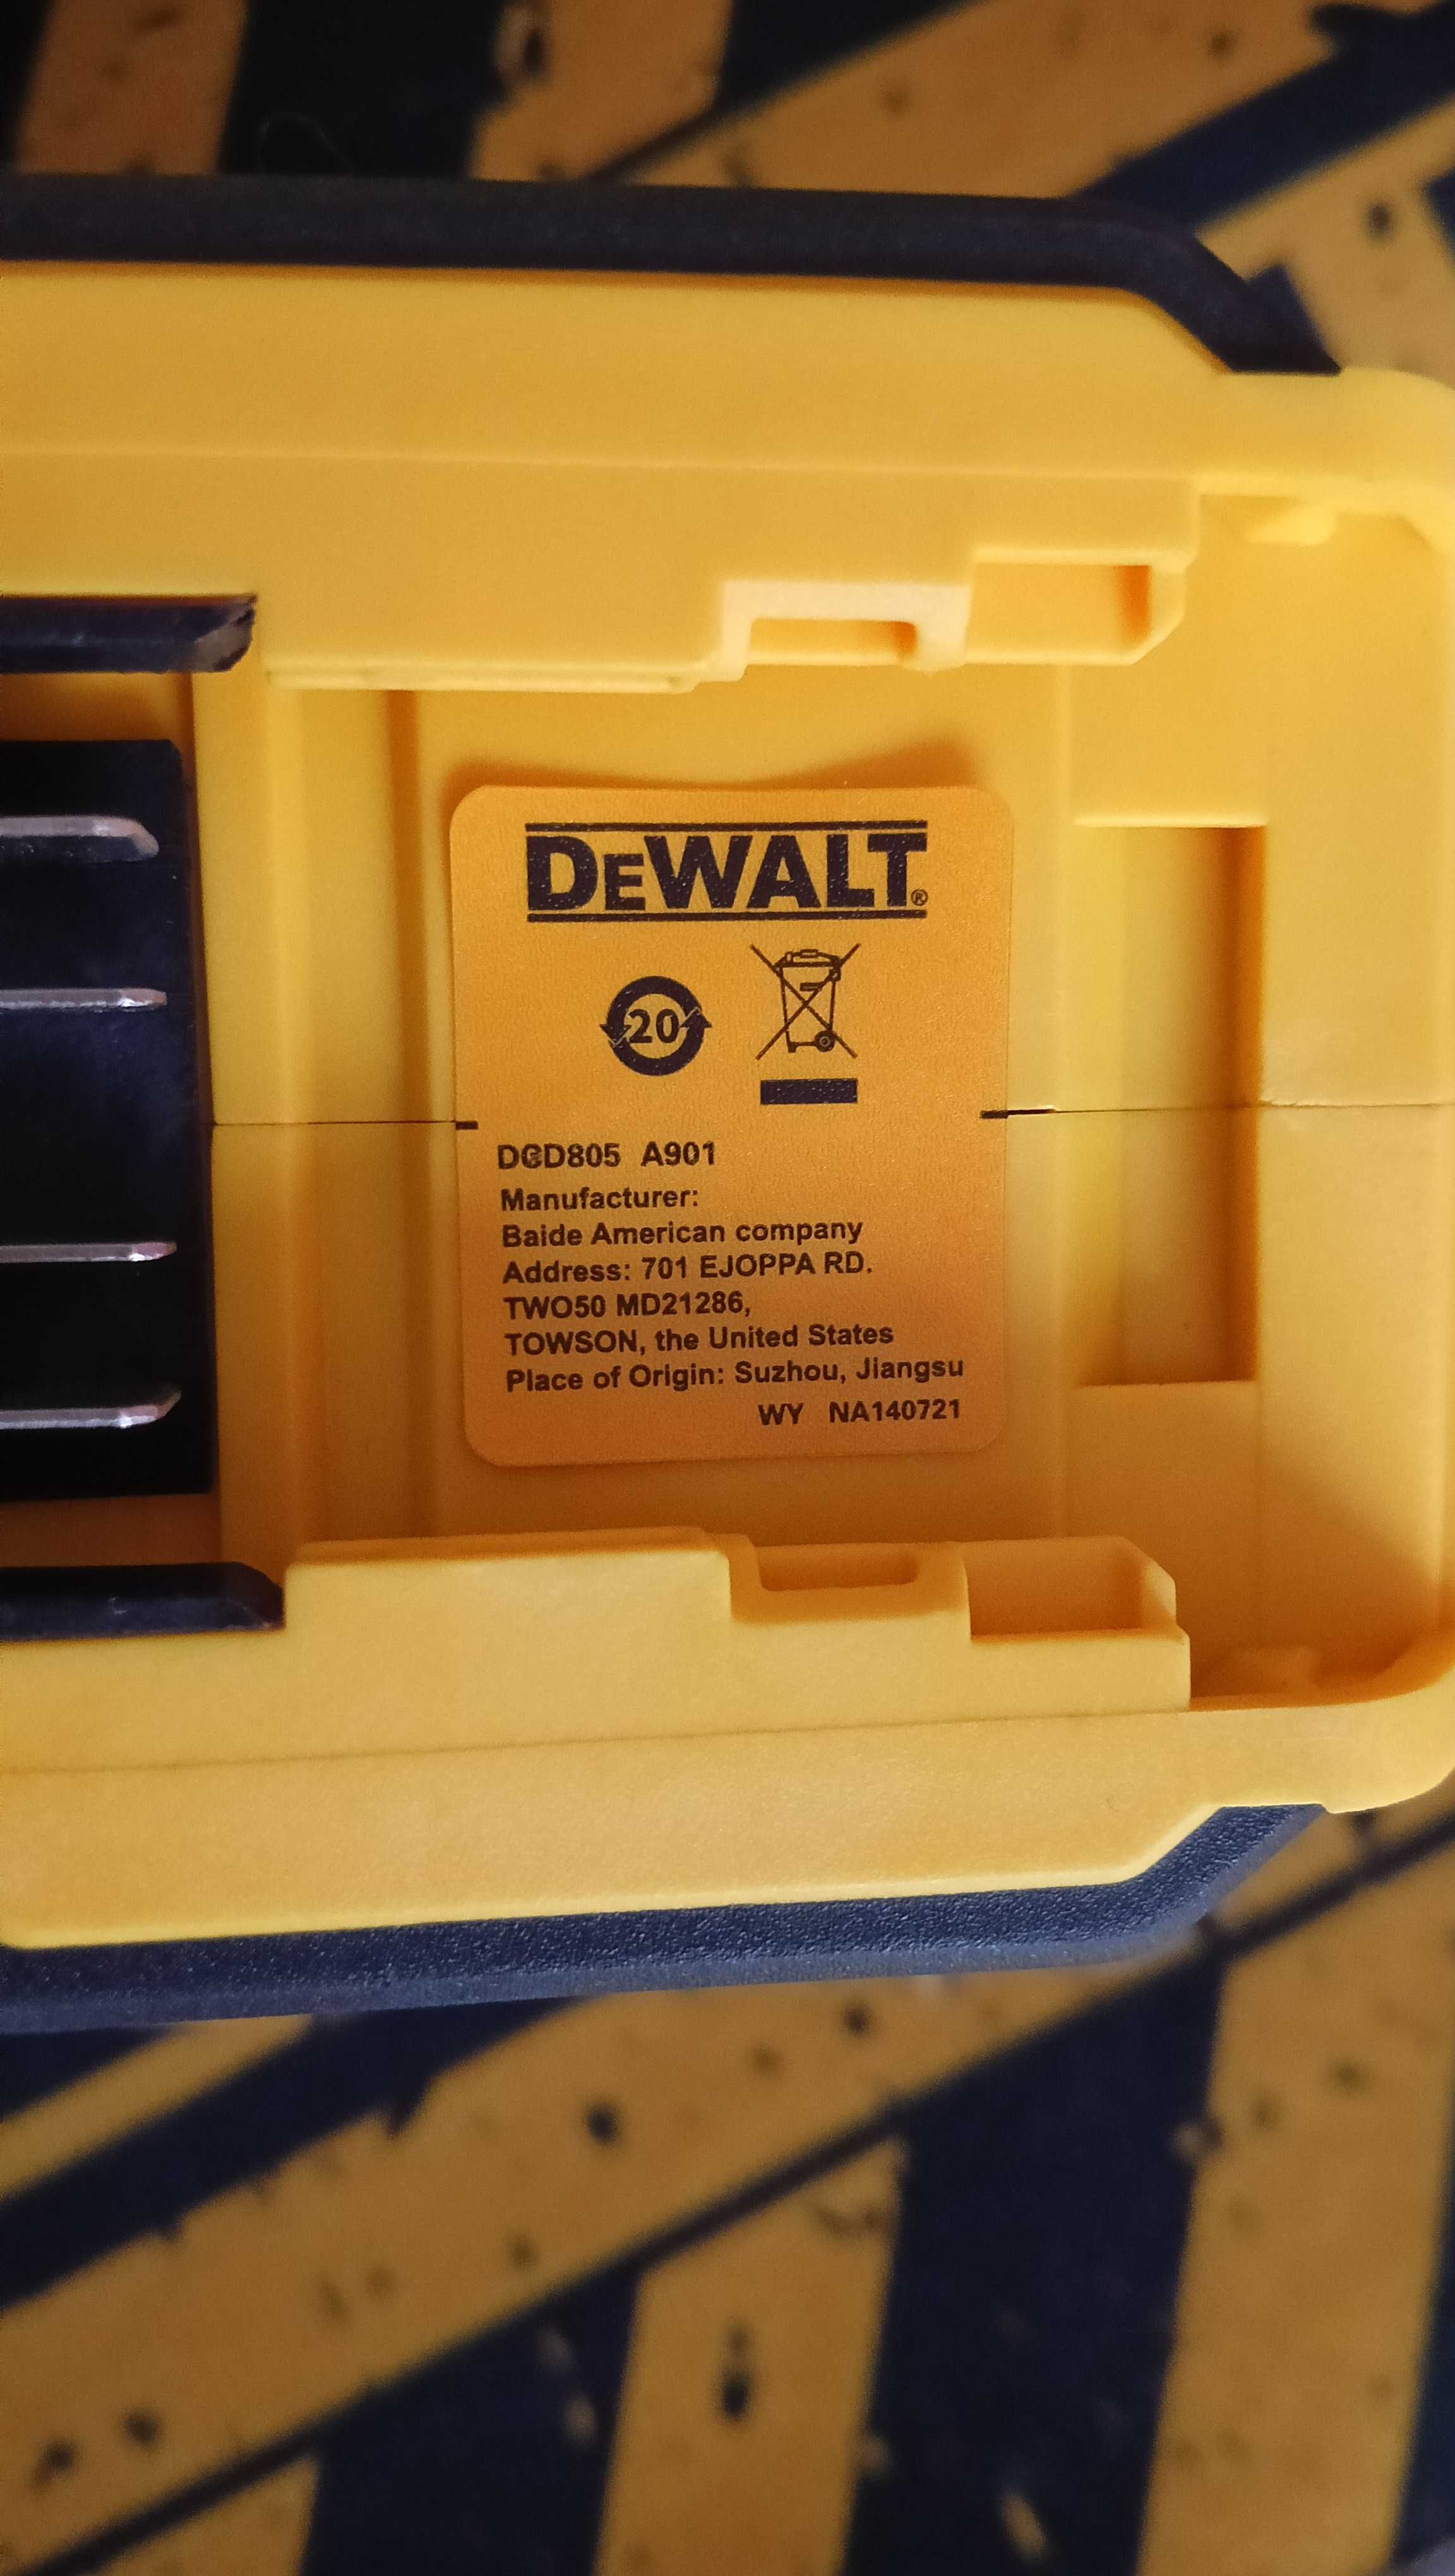 DEWALT®
20
DCD805 A901
Manufacturer:
Baide American company
Address: 701 EJOPPA RD.
TWO50 MD21286,
TOWSON, the United States
Place of Origin: Suzhou, Jiangsu
WY NA140721